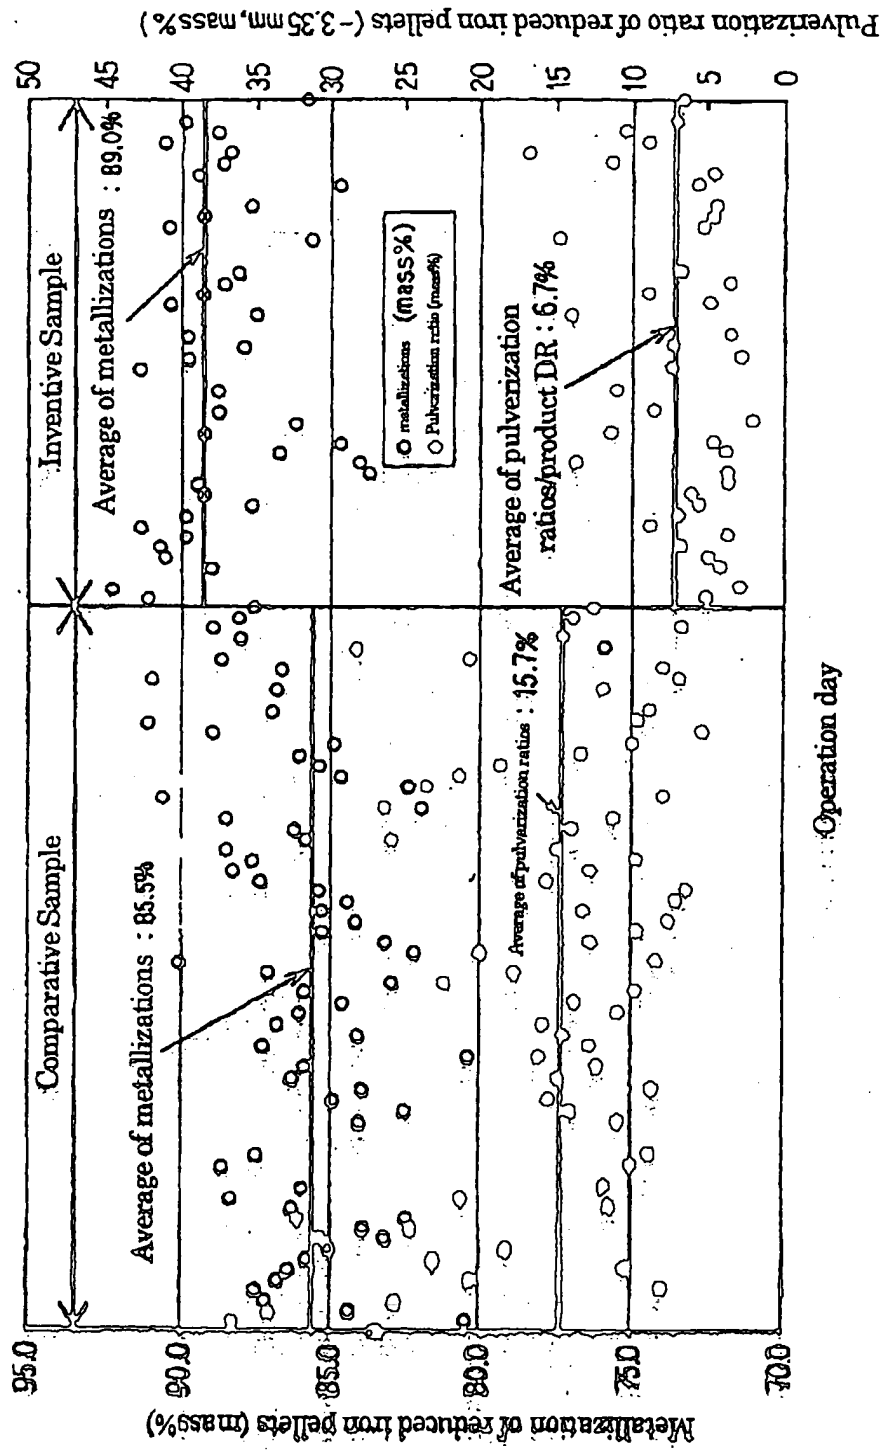 Comparative Sample
Inventive Sample
Average of metallizations : 85.5%
Average of metallizations : 89.0%
metallizations (mass%)
Pulverization ratio (mass%)
Average of pulverization ratios : 15.7%
Average of pulverization
ratios/product DR : 6.7%
Metallization of reduced iron pellets (mass%)
95.0
90.0
85.0
80.0
75.0
70.0
Pulverization ratio of reduced iron pellets (-3.35 mm, mass%)
50
45
40
35
30
25
20
15
10
5
0
Operation day